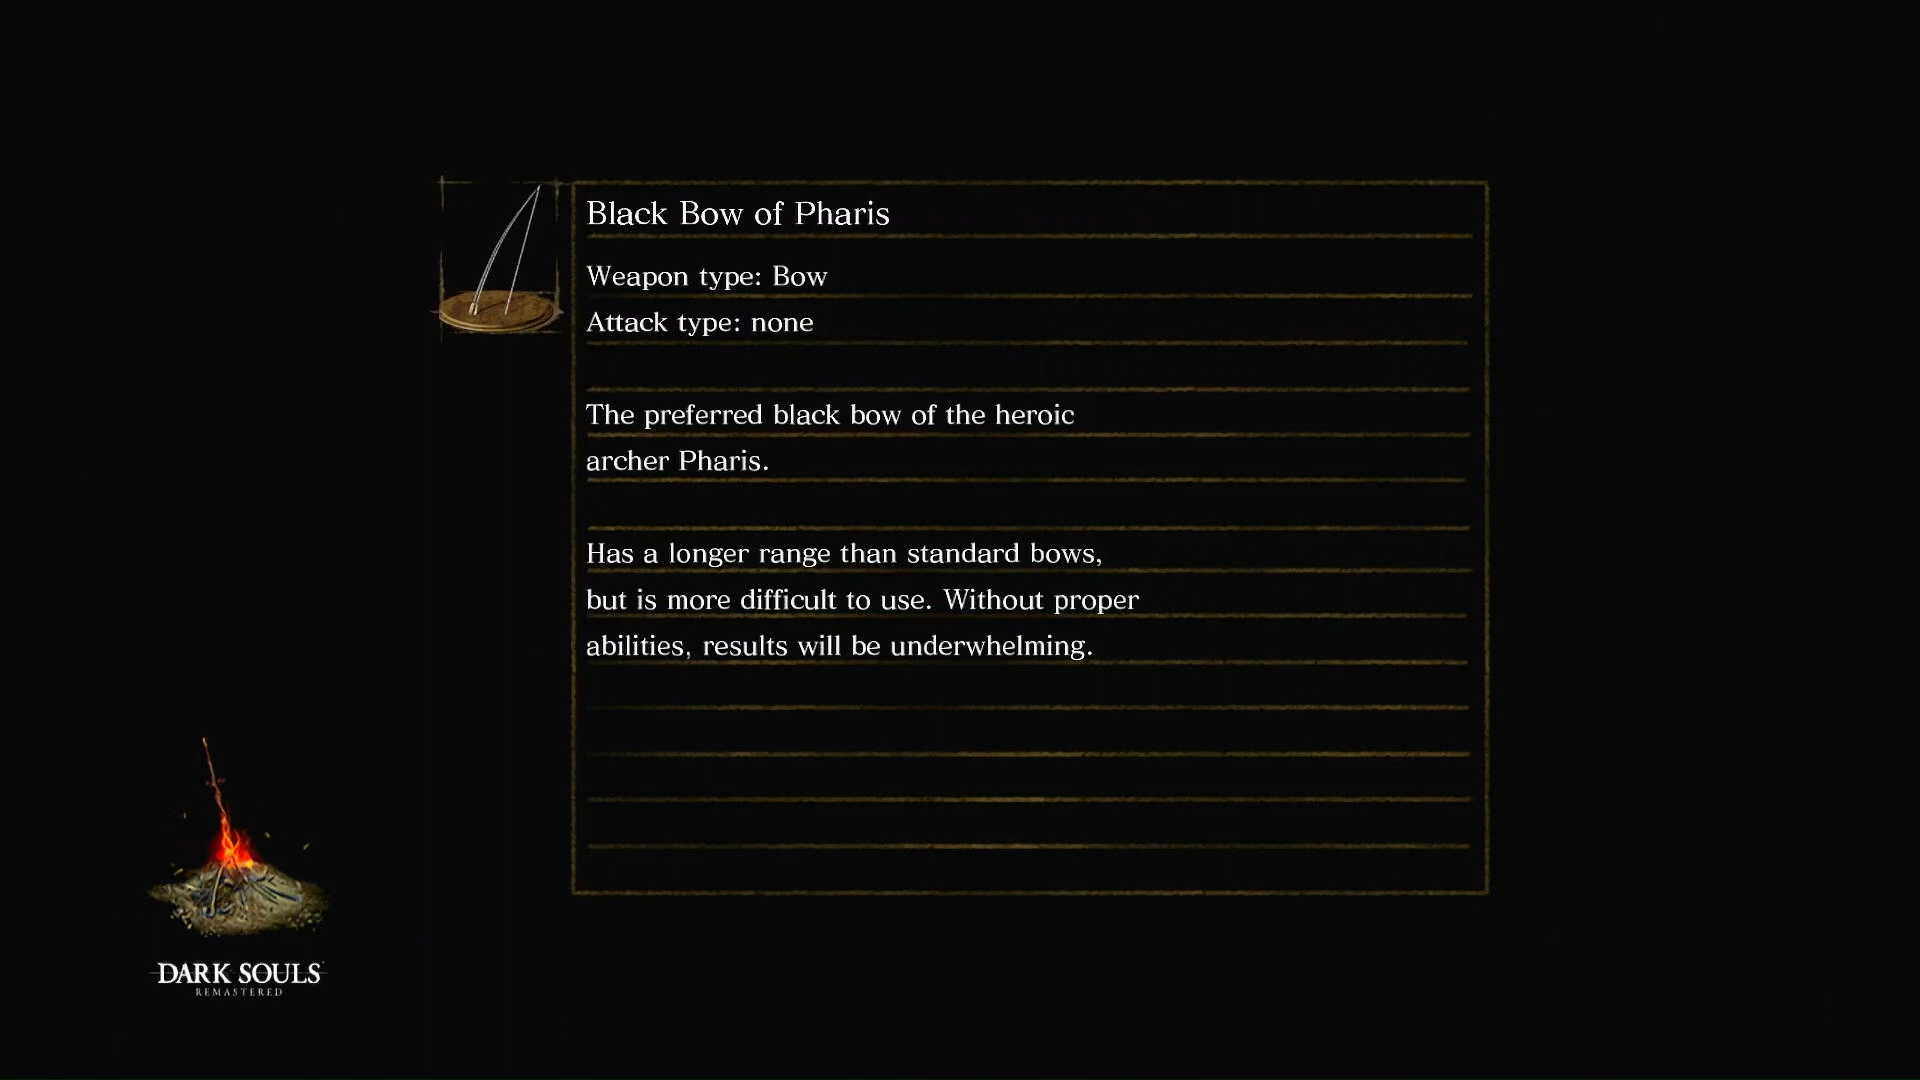 Black Bow of Pharis
Weapon type: Bow
Attack type: none
The preferred black bow of the heroic
archer Pharis.
Has a longer range than standard bows,
but is more difficult to use. Without proper
abilities, results will be underwhelming.
DARK SOULS
REMASTERED